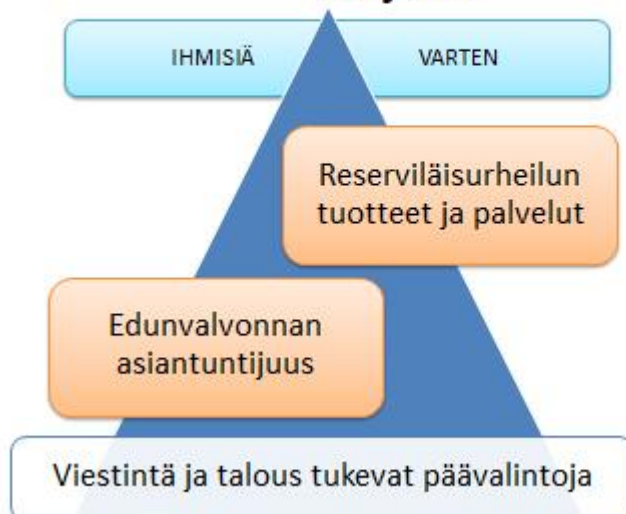 IHMISIÄ VARTEN
Reserviläisurheilun
tuotteet ja palvelut
Edunvalvonnan
asiantuntijuus
Viestintä ja talous tukevat päävalintoja